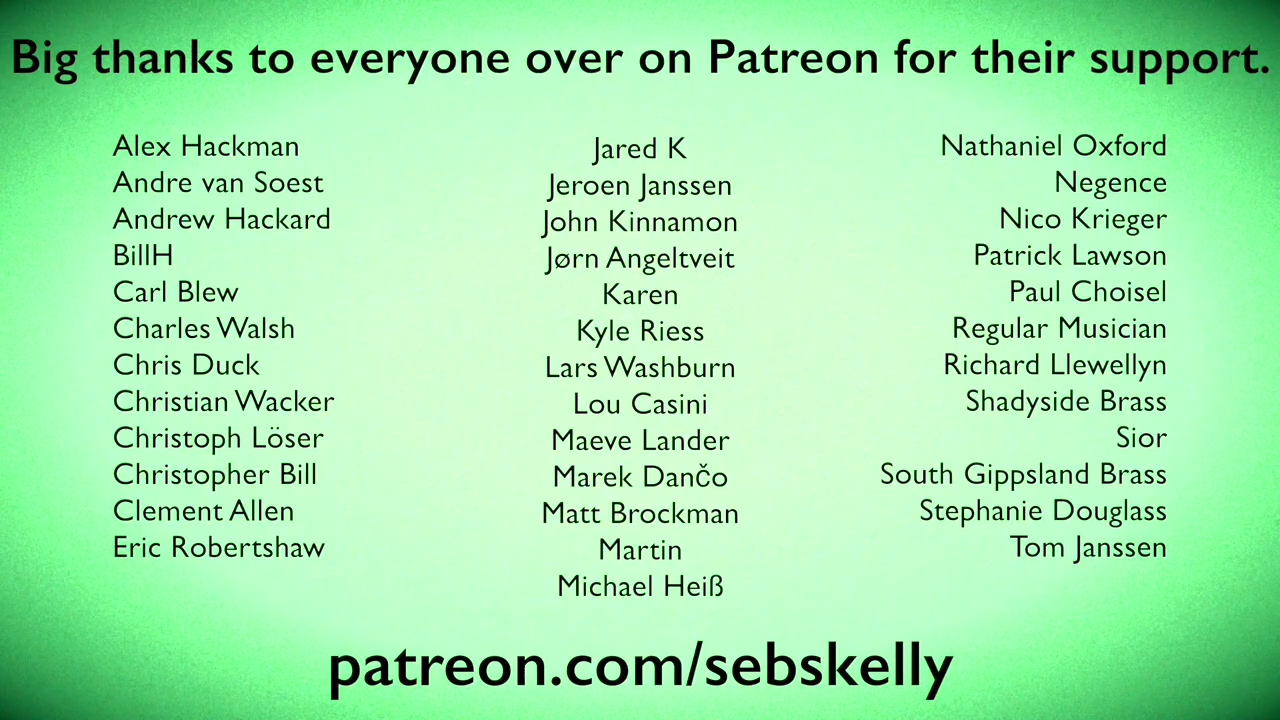 Big thanks to everyone over on Patreon for their support.
Alex Hackman
Andre van Soest
Andrew Hackard
BillH
Carl Blew
Charles Walsh
Chris Duck
Christian Wacker
Christoph Löser
Christopher Bill
Clement Allen
Eric Robertshaw
Jared K
Jeroen Janssen
John Kinnamon
Jørn Angeltveit
Karen
Kyle Riess
Lars Washburn
Lou Casini
Maeve Lander
Marek Dančo
Matt Brockman
Martin
Michael Heiß
Nathaniel Oxford
Negence
Nico Krieger
Patrick Lawson
Paul Choisel
Regular Musician
Richard Llewellyn
Shadyside Brass
Sior
South Gippsland Brass
Stephanie Douglass
Tom Janssen
patreon.com/sebskelly